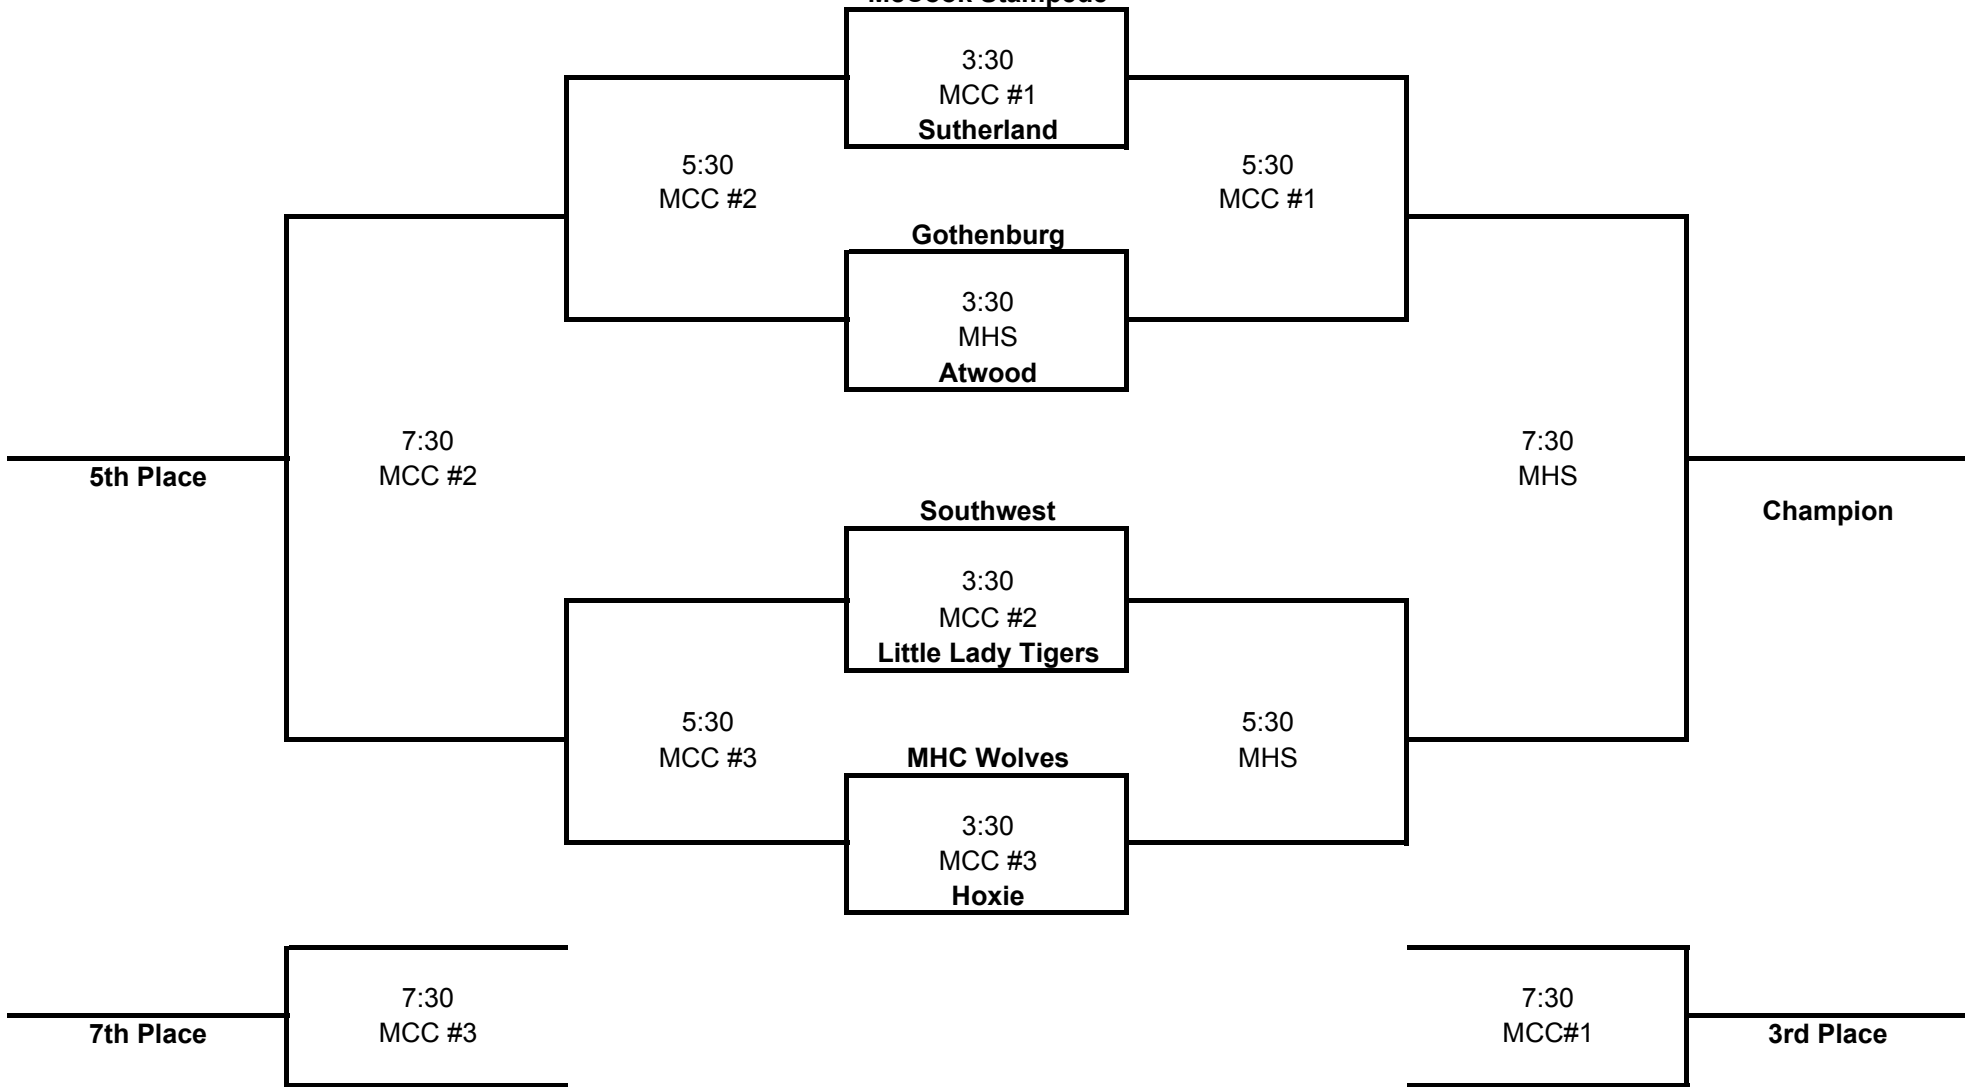 McCook Stampede
3:30
MCC #1
Sutherland
5:30
MCC #2
5:30
MCC #1
Gothenburg
3:30
MHS
Atwood
7:30
MCC #2
5th Place
7:30
MHS
Champion
Southwest
3:30
MCC #2
Little Lady Tigers
5:30
MCC #3
5:30
MHS
MHC Wolves
3:30
MCC #3
Hoxie
7:30
MCC #3
7th Place
7:30
MCC#1
3rd Place